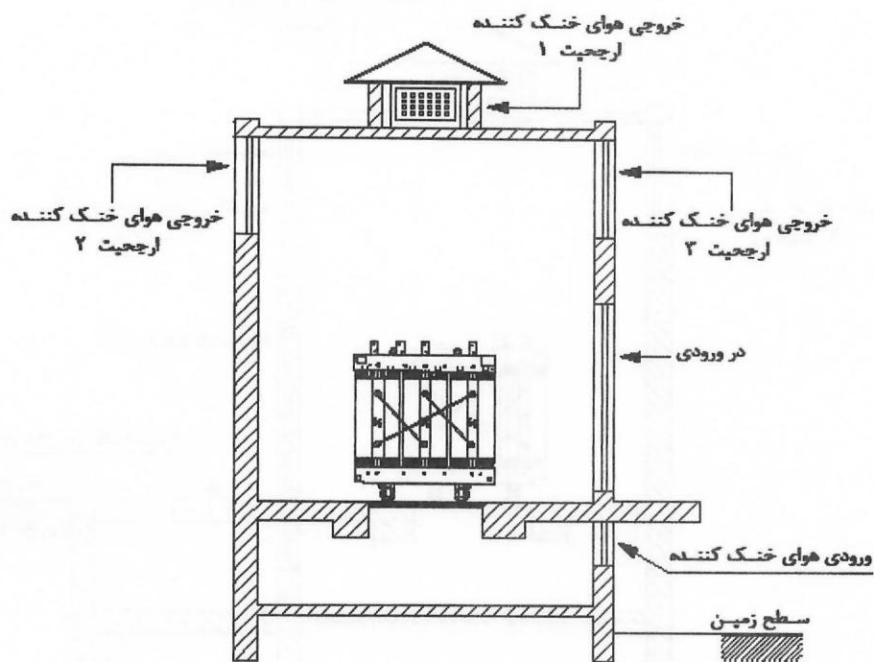 خروجی هوای خنک کننده
ارجحیت ۱
خروجی هوای خنک کننده
ارجحیت ۲
خروجی هوای خنک کننده
ارجحیت ۳
در ورودی
ورودی هوای خنک کننده
سطح زمین